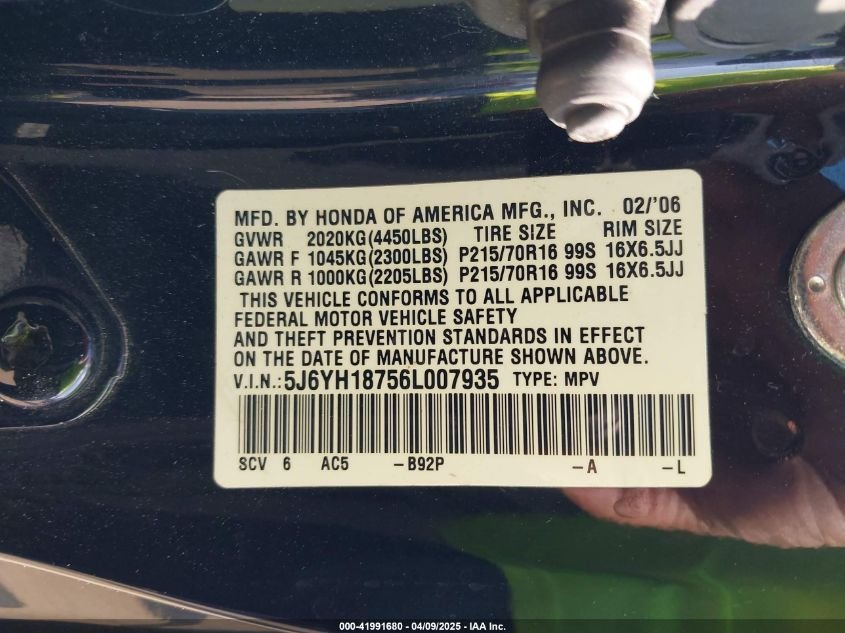 MFD. BY HONDA OF AMERICA MFG., INC. 02/'06
GVWR 2020KG(4450LBS) TIRE SIZE RIM SIZE
GAWR F 1045KG(2300LBS) P215/70R16 99S 16X6.5JJ
GAWR R 1000KG(2205LBS) P215/70R16 99S 16X6.5JJ
THIS VEHICLE CONFORMS TO ALL APPLICABLE
FEDERAL MOTOR VEHICLE SAFETY
AND THEFT PREVENTION STANDARDS IN EFFECT
ON THE DATE OF MANUFACTURE SHOWN ABOVE.
V.I.N.: 5J6YH18756L007935 TYPE: MPV
SCV 6 AC5 -B92P -A -L
000-41991680 - 04/09/2025 - IAA Inc.